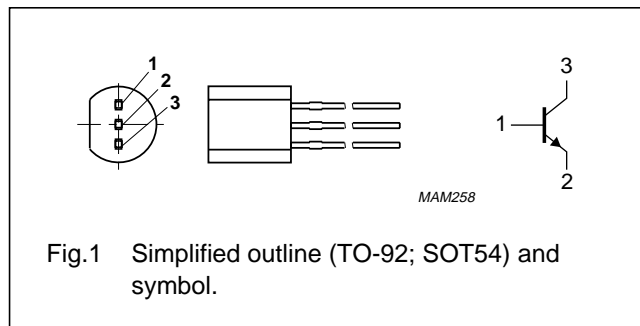 1
2
3
3
1
2
MAM258
Fig.1 Simplified outline (TO-92; SOT54) and
symbol.